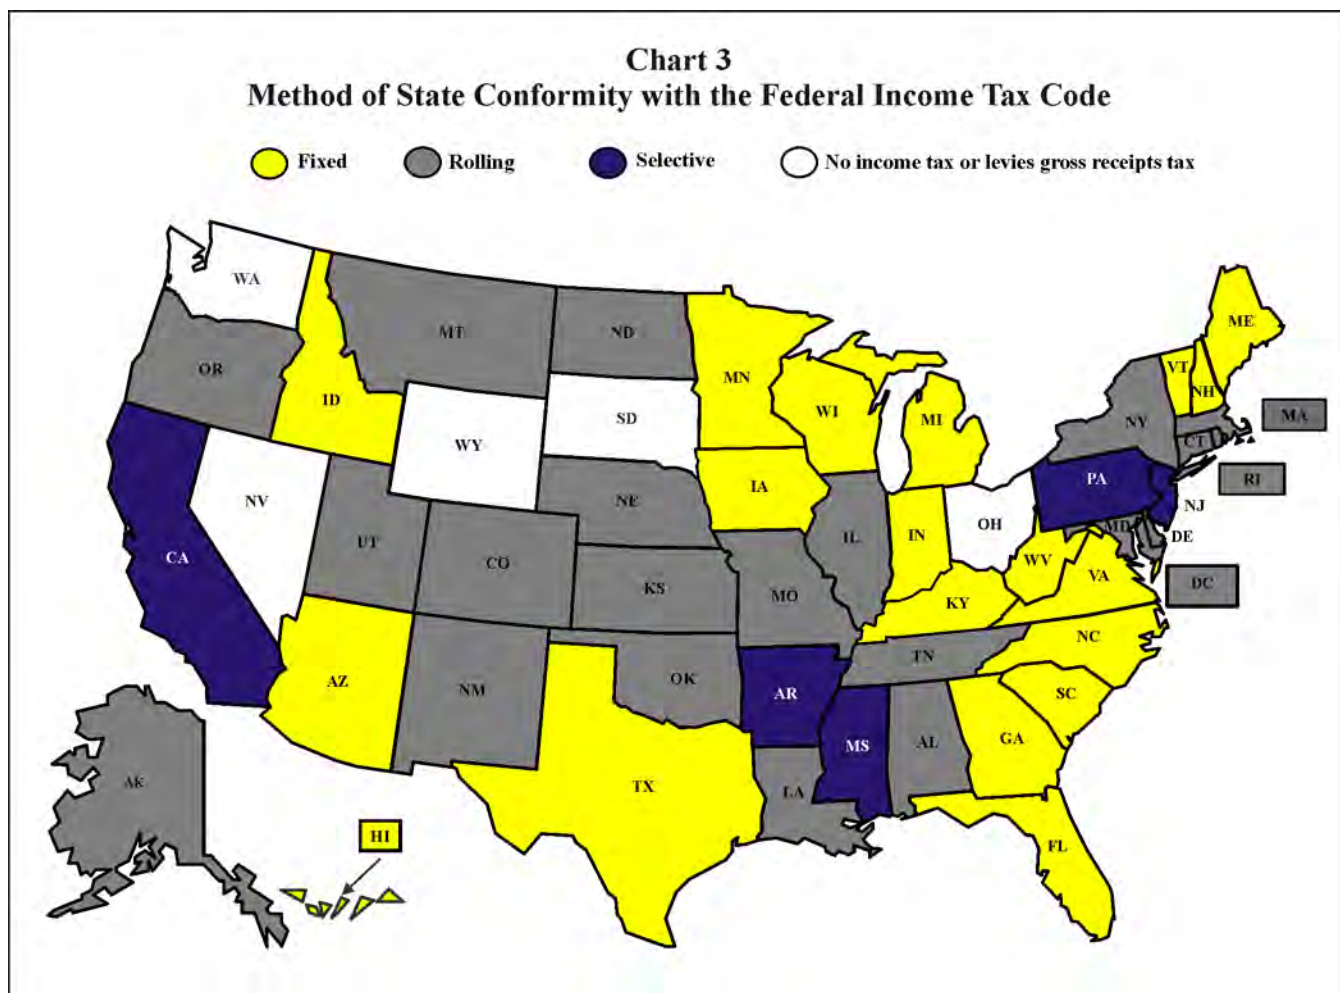 Chart 3
Method of State Conformity with the Federal Income Tax Code
Fixed Rolling Selective No income tax or levies gross receipts tax
WA
ME
MT
ND
VT
OR
MN
NH
ID
WI
MI
NY
MA
SD
WY
CT
PA
RI
IA
NV
NE
NJ
OH
IL
IN
MD
DE
UT
CO
WV
VA
DC
CA
KS
MO
KY
NC
TN
AZ
NM
OK
AR
SC
MS
AL
GA
AK
TX
LA
HI
FL